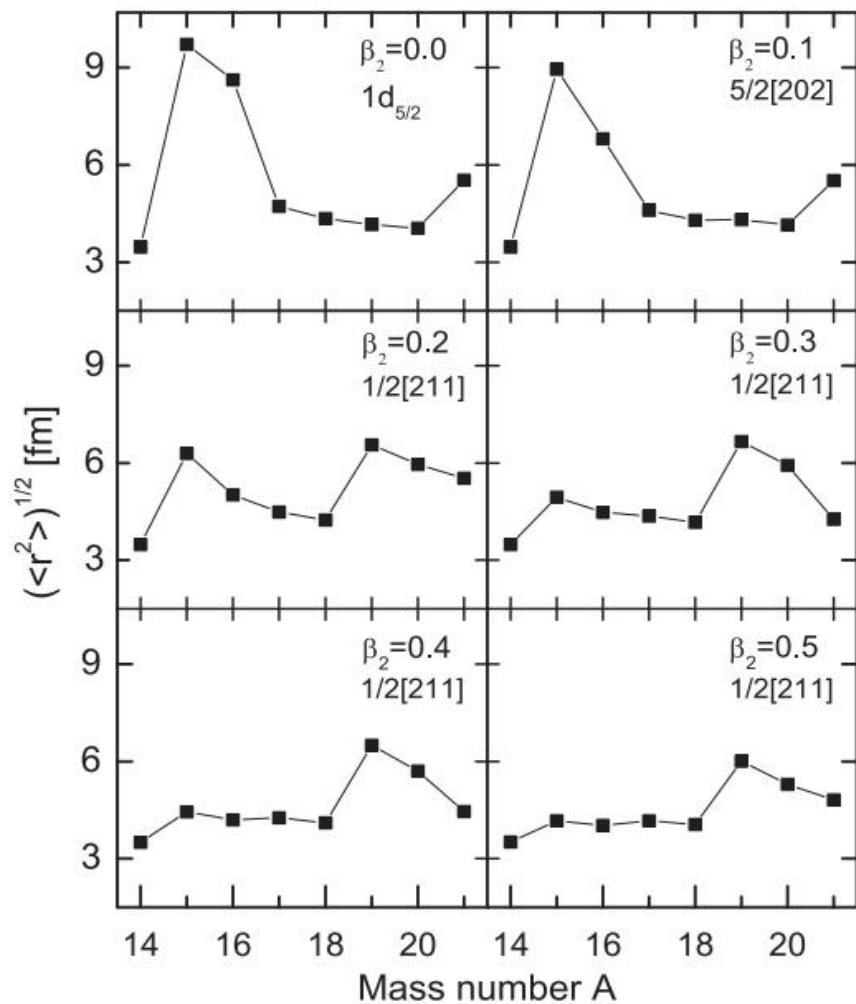 β₂=0.0
1d₅/₂
β₂=0.1
5/2[202]
9
6
3
β₂=0.2
1/2[211]
β₂=0.3
1/2[211]
9
6
3
β₂=0.4
1/2[211]
β₂=0.5
1/2[211]
9
6
3
(<r²>)¹/² [fm]
14 16 18 20 14 16 18 20
Mass number A